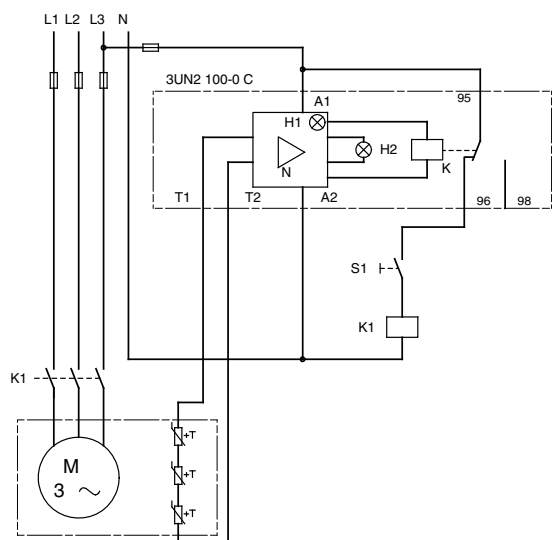 L1 L2 L3 N
3UN2 100-0 C
A1
95
H1
H2
N
K
T1
T2
A2
96
98
S1
K1
K1
+T
M
3
+T
+T